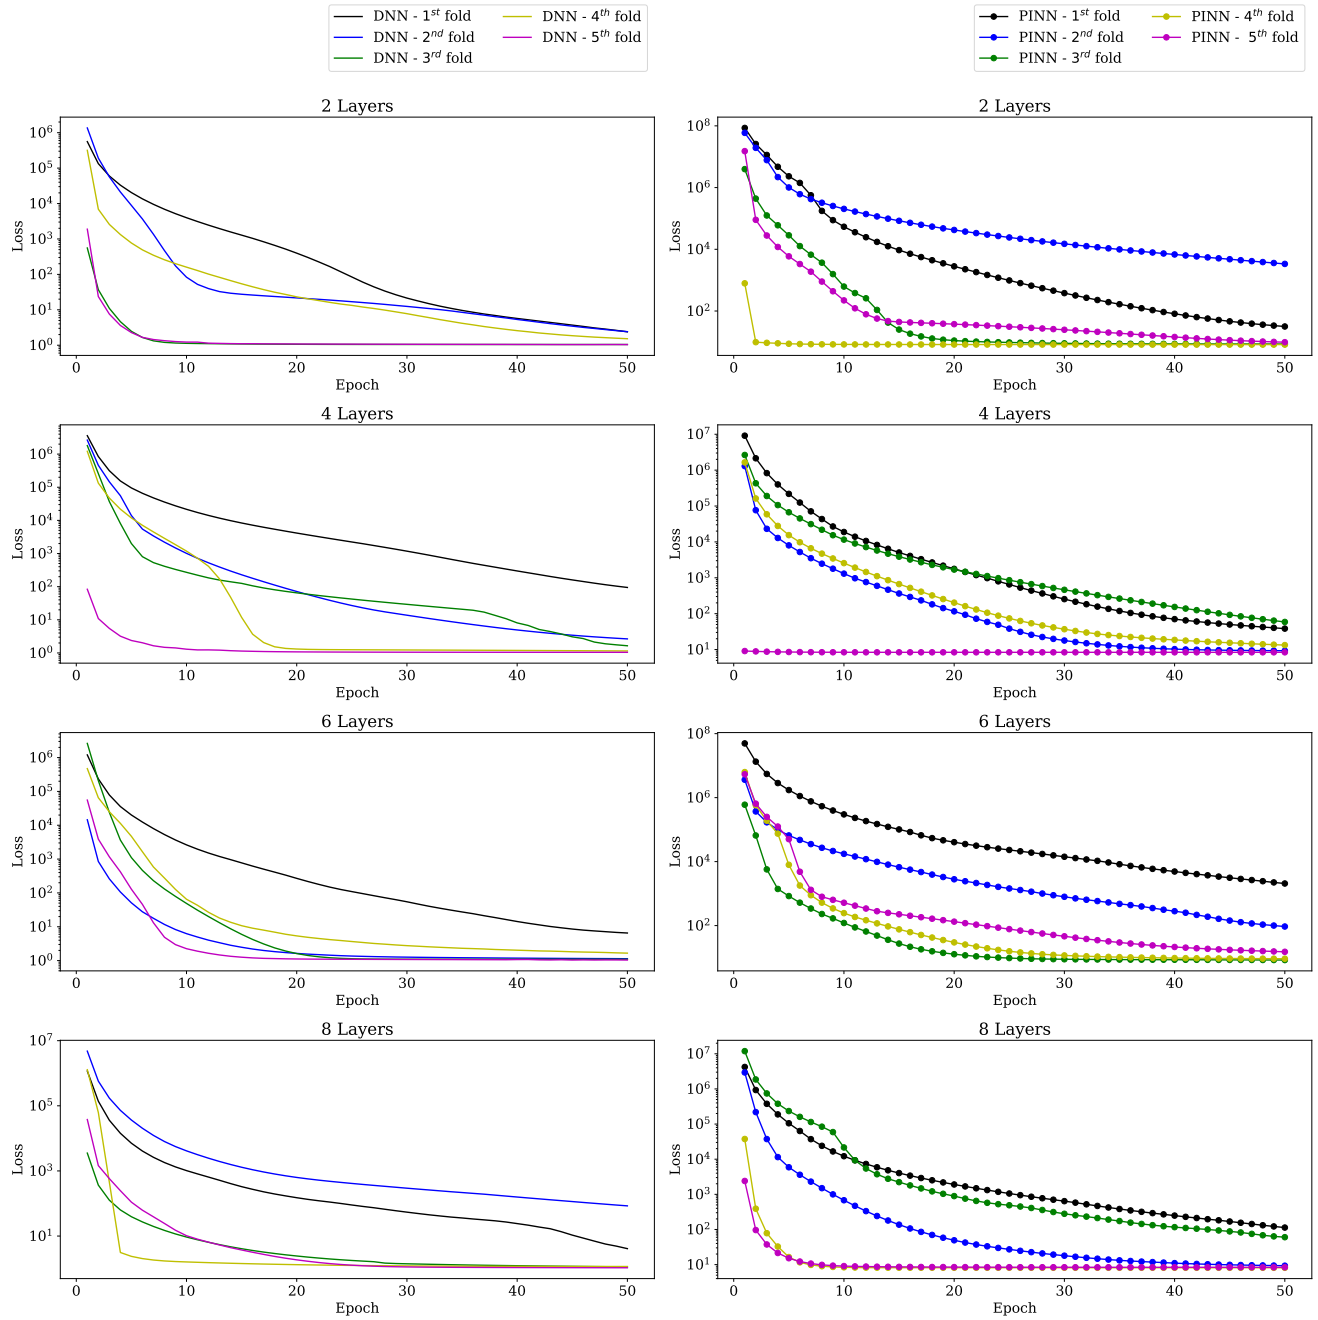 DNN - 1st fold
DNN - 2nd fold
DNN - 3rd fold
DNN - 4th fold
DNN - 5th fold
PINN - 1st fold
PINN - 2nd fold
PINN - 3rd fold
PINN - 4th fold
PINN -  5th fold
2 Layers
Loss
10^6
10^5
10^4
10^3
10^2
10^1
10^0
0 10 20 30 40 50
Epoch
2 Layers
Loss
10^8
10^6
10^4
10^2
0 10 20 30 40 50
Epoch
4 Layers
Loss
10^6
10^5
10^4
10^3
10^2
10^1
10^0
0 10 20 30 40 50
Epoch
4 Layers
Loss
10^7
10^6
10^5
10^4
10^3
10^2
10^1
0 10 20 30 40 50
Epoch
6 Layers
Loss
10^6
10^5
10^4
10^3
10^2
10^1
10^0
0 10 20 30 40 50
Epoch
6 Layers
Loss
10^8
10^6
10^4
10^2
0 10 20 30 40 50
Epoch
8 Layers
Loss
10^7
10^5
10^3
10^1
0 10 20 30 40 50
Epoch
8 Layers
Loss
10^7
10^6
10^5
10^4
10^3
10^2
10^1
0 10 20 30 40 50
Epoch